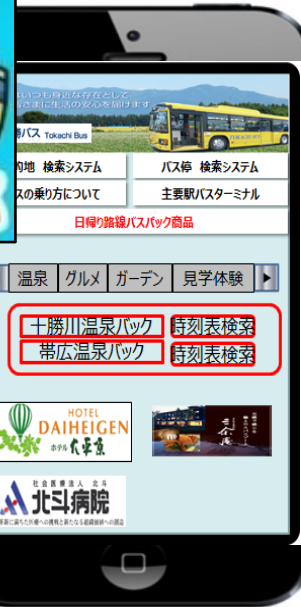 いつも身近な存在として
さまに生活の安心を届けます
バス Tokachi Bus
的地 検索システム
バス停 検索システム
スの乗り方について
主要駅バスターミナル
日帰り路線バスパック商品
温泉
グルメ
ガーデン
見学体験
十勝川温泉パック
時刻表検索
帯広温泉パック
時刻表検索
HOTEL
DAIHEIGEN
ホテル大平原
社会医療法人 北斗
北斗病院